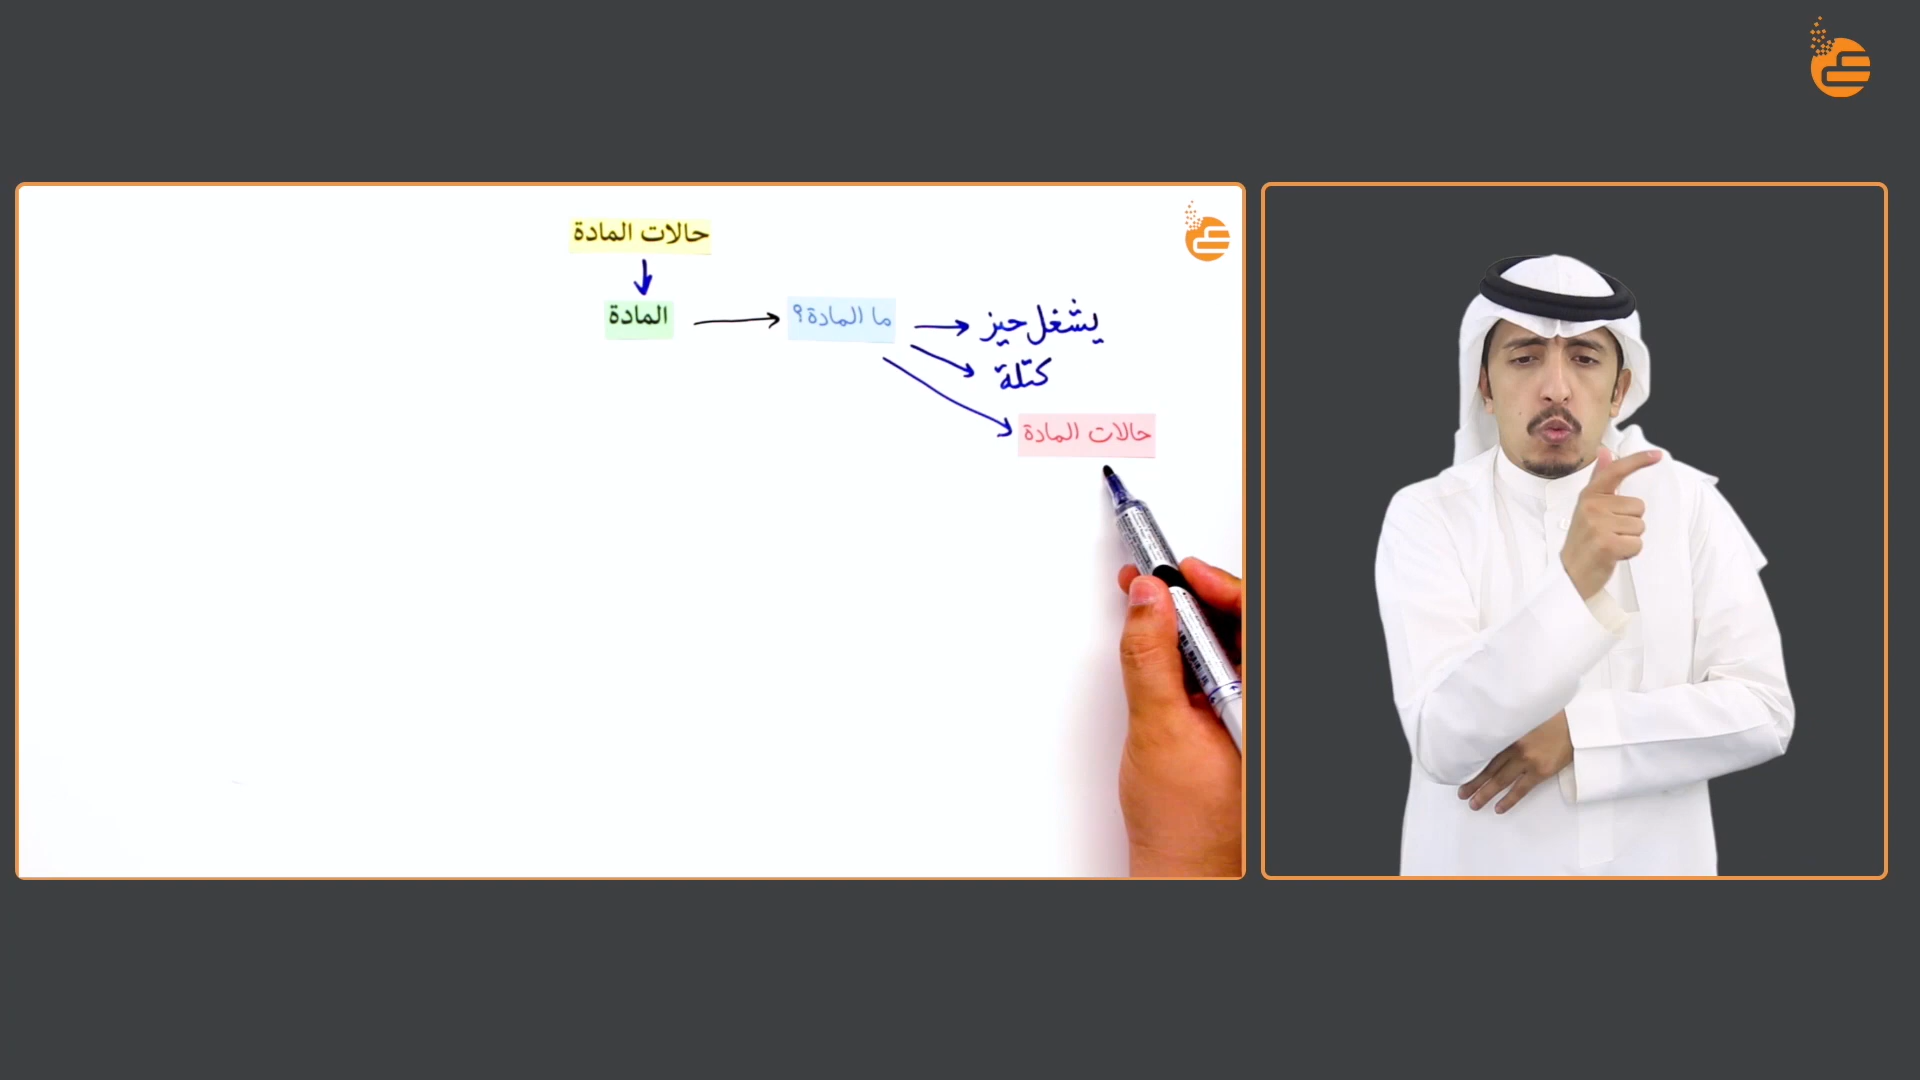 حالات المادة
المادة
ما المادة؟
يشغل حيز
كتلة
حالات المادة